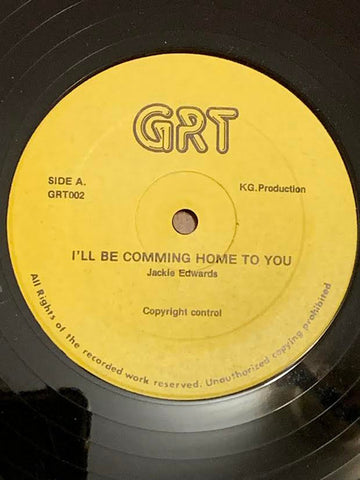 GRT
SIDE A.
GRT002
KG.Production
I'LL BE COMMING HOME TO YOU
Jackie Edwards
Copyright control
All Rights of the recorded work reserved. Unauthorized copying prohibited